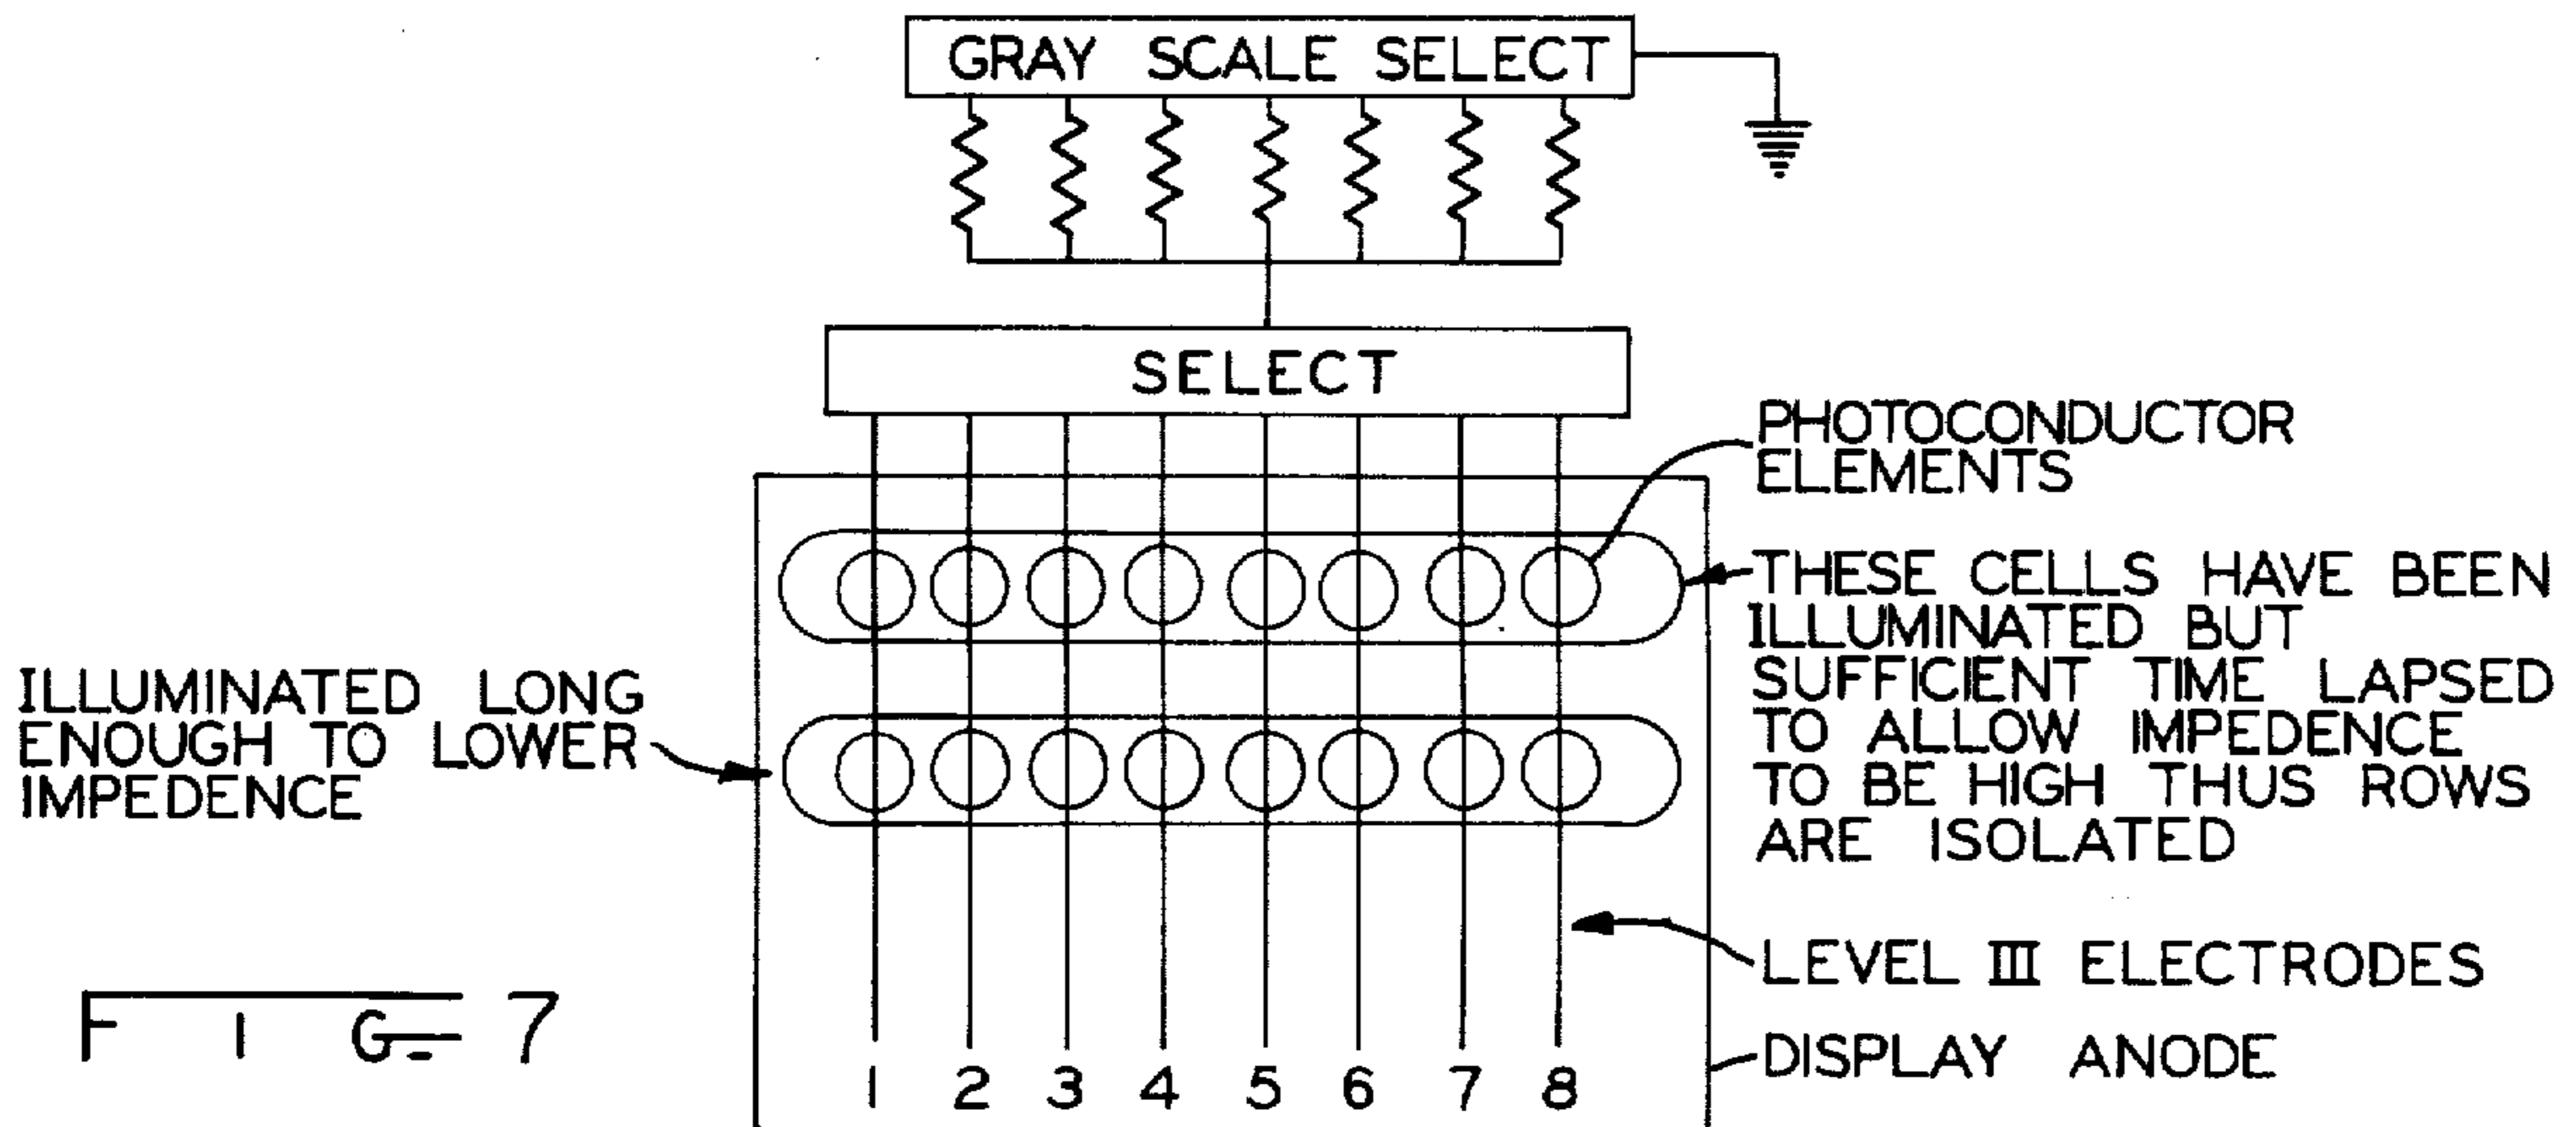 GRAY SCALE SELECT
SELECT
PHOTOCONDUCTOR
ELEMENTS
THESE CELLS HAVE BEEN
ILLUMINATED BUT
SUFFICIENT TIME LAPSED
TO ALLOW IMPEDENCE
TO BE HIGH THUS ROWS
ARE ISOLATED
ILLUMINATED LONG
ENOUGH TO LOWER
IMPEDENCE
LEVEL III ELECTRODES
DISPLAY ANODE
1 2 3 4 5 6 7 8
FIG_7